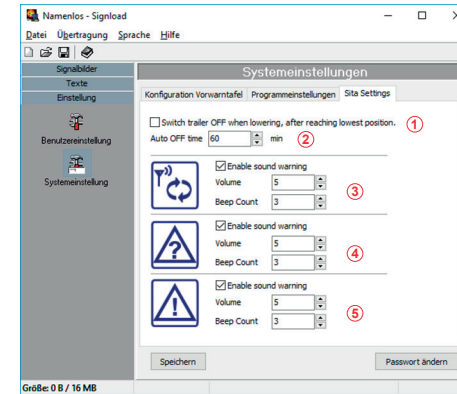 Namenlos - Signload
Datei Übertragung Sprache Hilfe
Signalbilder
Texte
Einstellung
Benutzereinstellung
Systemeinstellung
Systemeinstellungen
Konfiguration Vorwarntafel Programmeinstellungen Sita Settings
Switch trailer OFF when lowering, after reaching lowest position. 1
Auto OFF time 60 min 2
Enable sound warning
Volume 5
Beep Count 3
3
Enable sound warning
Volume 5
Beep Count 3
4
Enable sound warning
Volume 5
Beep Count 3
5
Speichern Passwort ändern
Größe: 0 B / 16 MB